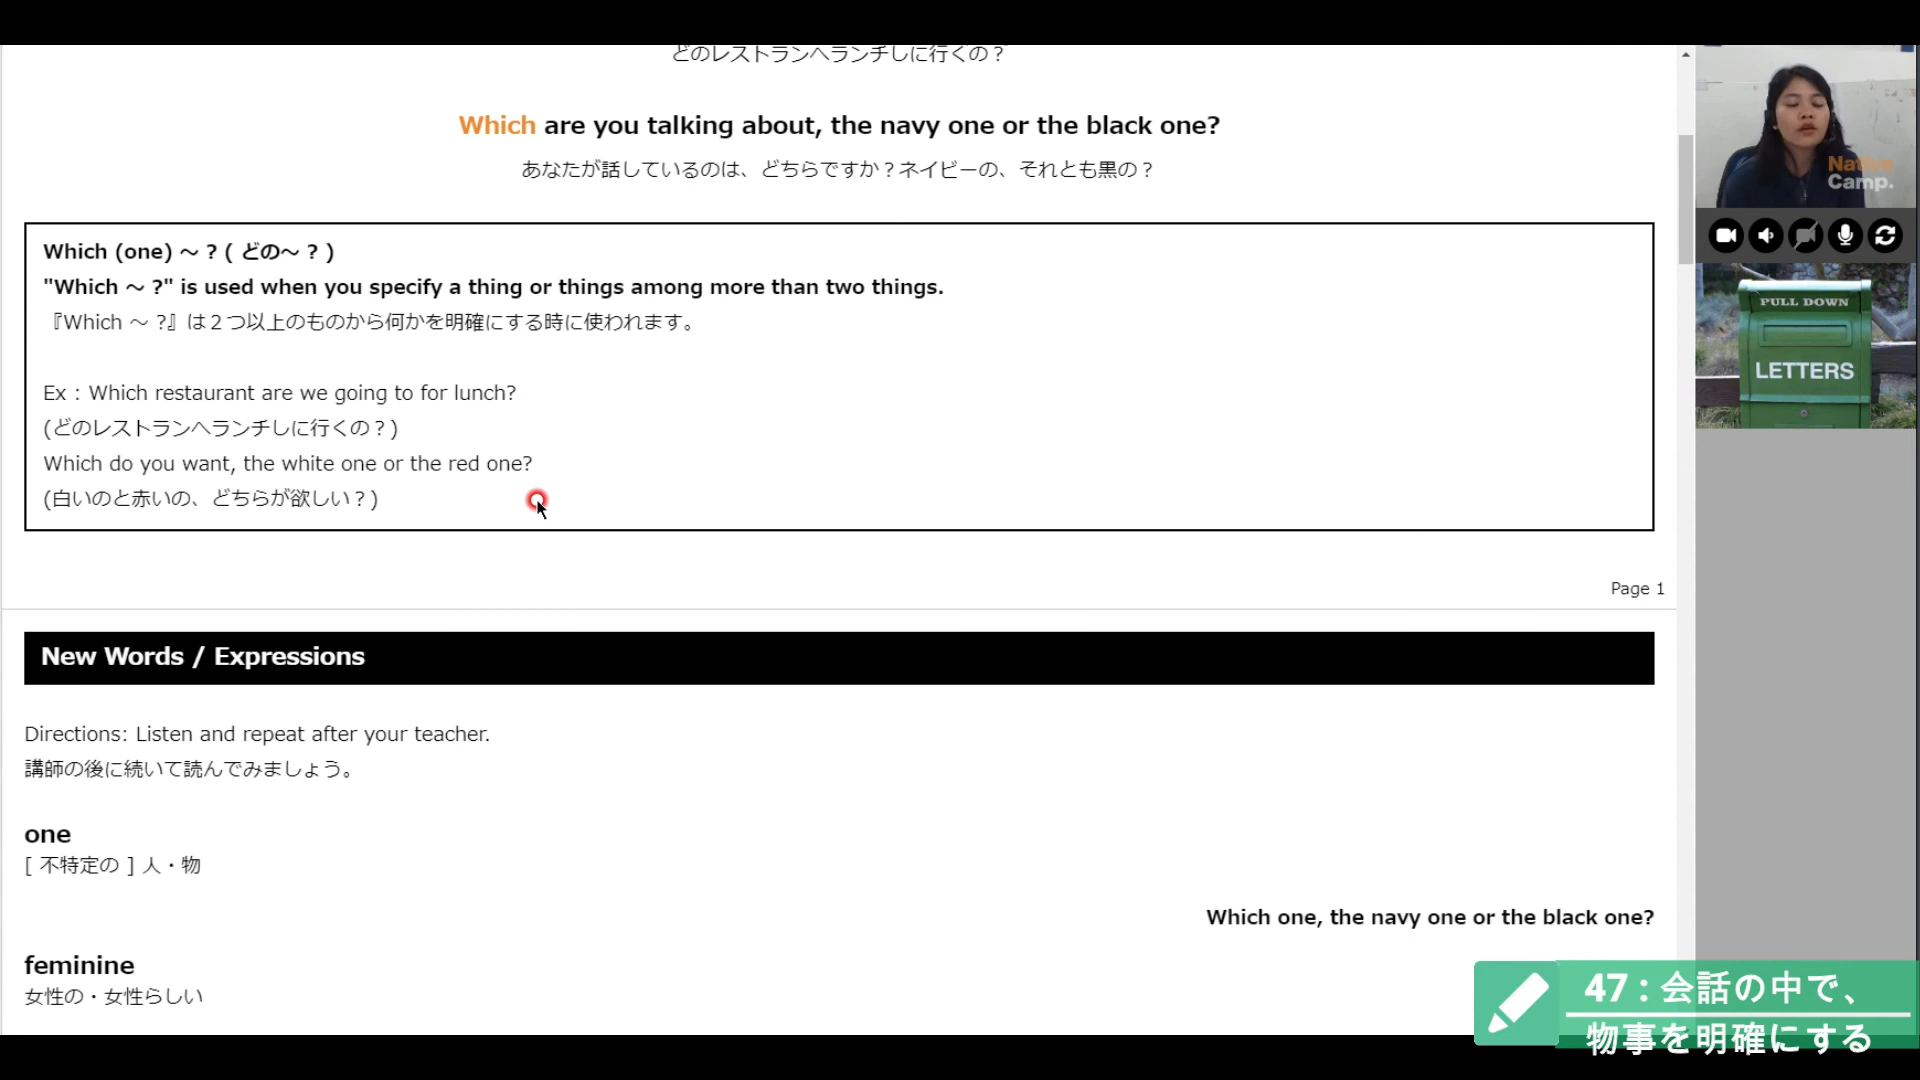 どのレストランへランチしに行くの？
Which are you talking about, the navy one or the black one?
あなたが話しているのは、どちらですか？ネイビーの、それとも黒の？
Which (one) ～ ? ( どの～ ? )
"Which ～ ?" is used when you specify a thing or things among more than two things.
『Which ～ ?』は２つ以上のものから何かを明確にする時に使われます。
Ex : Which restaurant are we going to for lunch?
(どのレストランへランチしに行くの？)
Which do you want, the white one or the red one?
(白いのと赤いの、どちらが欲しい？)
Page 1
New Words / Expressions
Directions: Listen and repeat after your teacher.
講師の後に続いて読んでみましょう。
one
[ 不特定の ] 人・物
Which one, the navy one or the black one?
feminine
女性の・女性らしい
Native
Camp.
PULL DOWN
LETTERS
47：会話の中で、
物事を明確にする